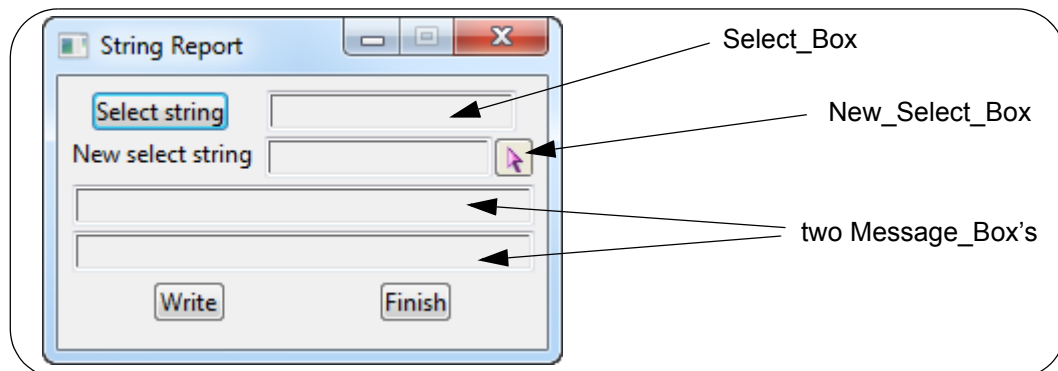 String Report
Select_Box
Select string
New_Select_Box
New select string
two Message_Box's
Write Finish